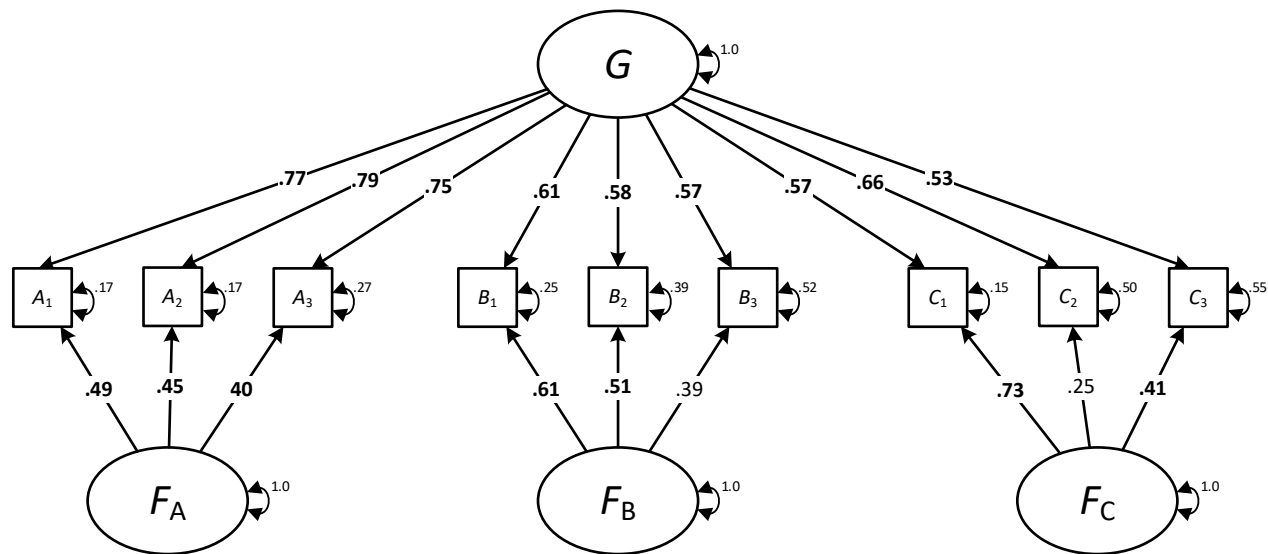 G
1.0
.77
.79
.75
.61
.58
.57
.57
.66
.53
A1
.17
A2
.17
A3
.27
B1
.25
B2
.39
B3
.52
C1
.15
C2
.50
C3
.55
.49
.45
40
.61
.51
.39
.73
.25
.41
FA
1.0
FB
1.0
FC
1.0